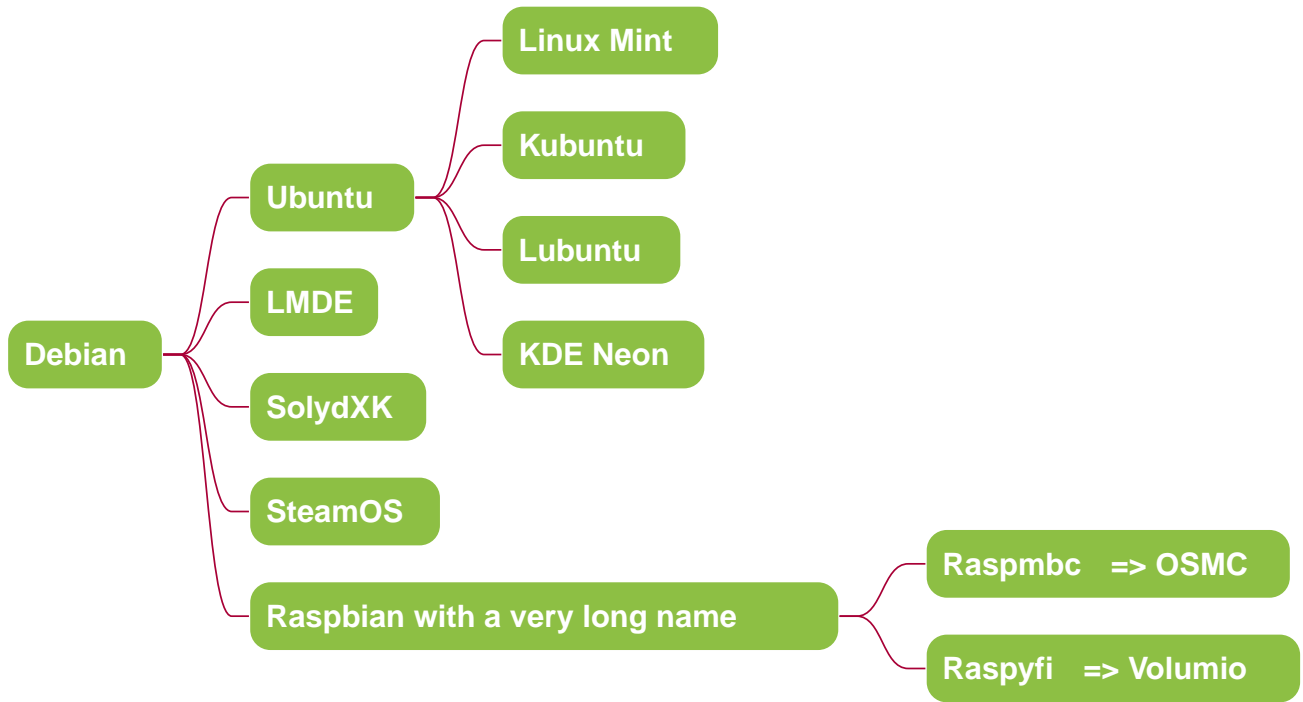 Debian
Ubuntu
Linux Mint
Kubuntu
Lubuntu
KDE Neon
LMDE
SolydXK
SteamOS
Raspbian with a very long name
Raspmbc => OSMC
Raspyfi => Volumio